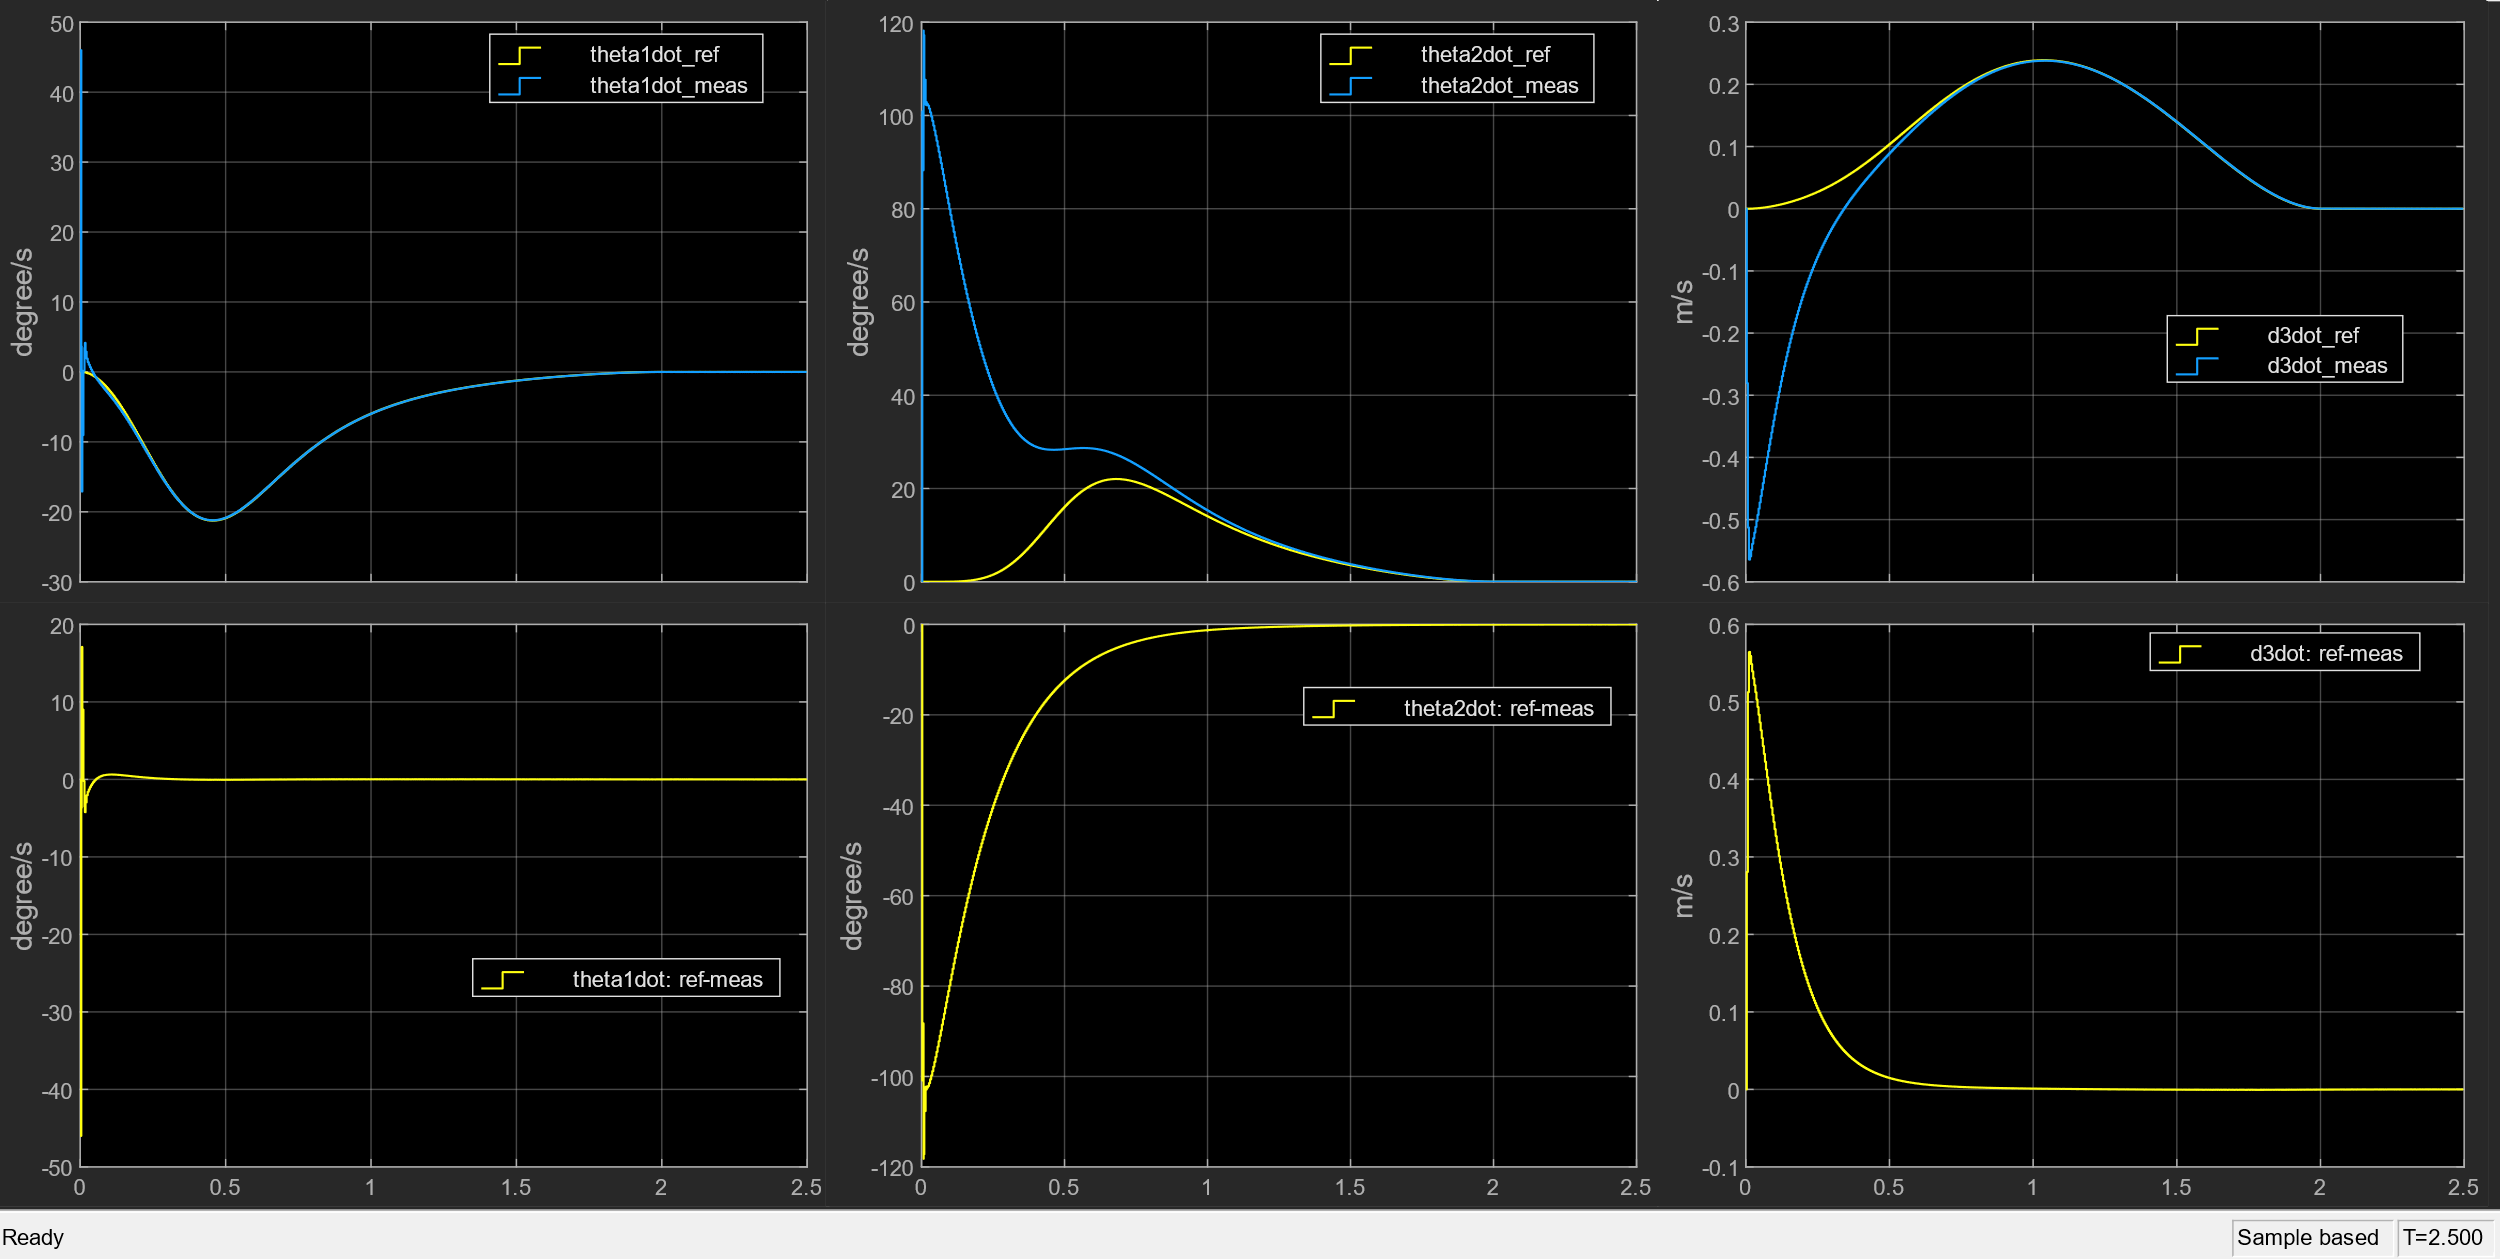 50
40
30
20
10
0
-10
-20
-30
degree/s
theta1dot_ref
theta1dot_meas
120
100
80
60
40
20
0
degree/s
theta2dot_ref
theta2dot_meas
0.3
0.2
0.1
0
-0.1
-0.2
-0.3
-0.4
-0.5
-0.6
m/s
d3dot_ref
d3dot_meas
20
10
0
-10
-20
-30
-40
-50
degree/s
theta1dot: ref-meas
0 0.5 1 1.5 2 2.5
0
-20
-40
-60
-80
-100
-120
degree/s
theta2dot: ref-meas
0 0.5 1 1.5 2 2.5
0.6
0.5
0.4
0.3
0.2
0.1
0
-0.1
m/s
d3dot: ref-meas
0 0.5 1 1.5 2 2.5
Ready
Sample based T=2.500